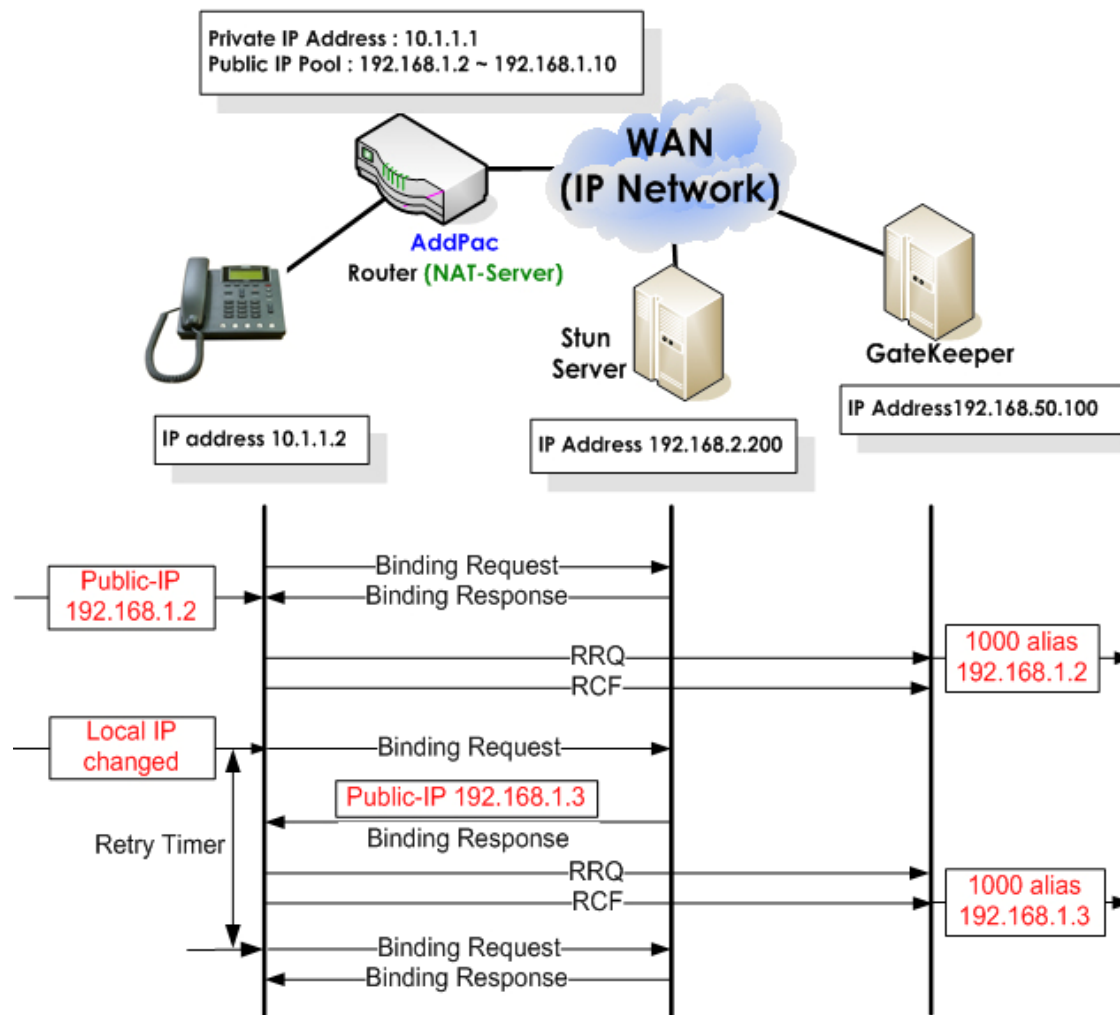 Private IP Address : 10.1.1.1
Public IP Pool : 192.168.1.2 ~ 192.168.1.10
WAN
(IP Network)
AddPac
Router (NAT-Server)
Stun
Server
GateKeeper
IP address 10.1.1.2
IP Address 192.168.2.200
IP Address192.168.50.100
Binding Request
Public-IP
192.168.1.2
Binding Response
RRQ
1000 alias
192.168.1.2
RCF
Local IP
changed
Binding Request
Public-IP 192.168.1.3
Retry Timer
Binding Response
RRQ
RCF
1000 alias
192.168.1.3
Binding Request
Binding Response